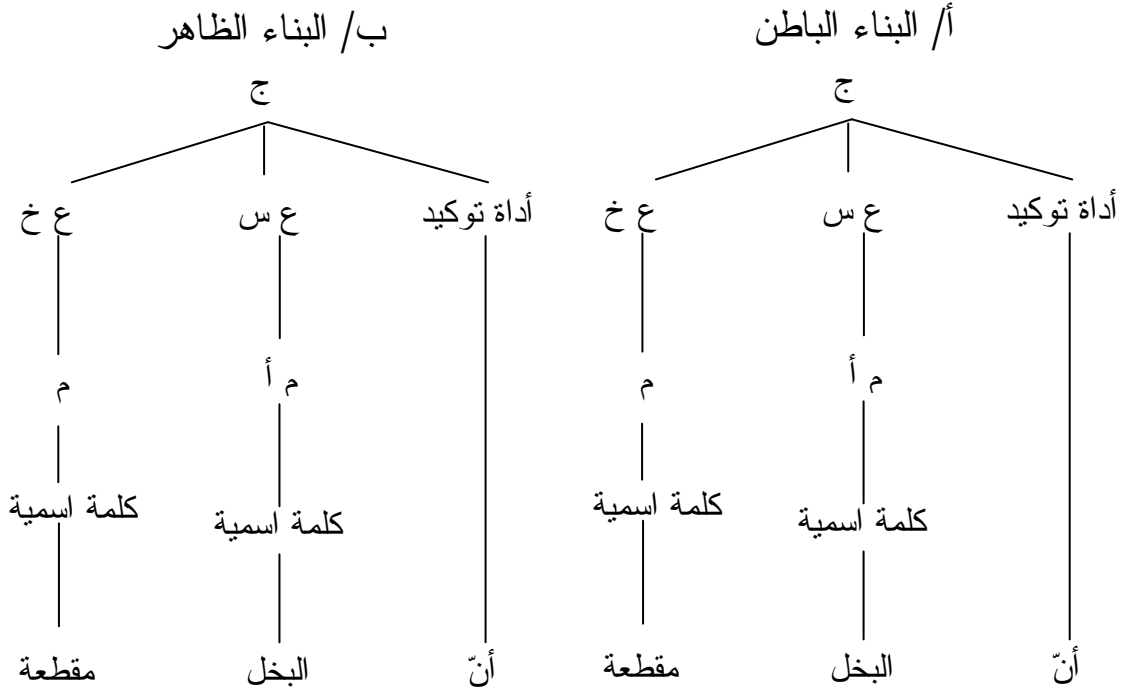 أ/ البناء الباطن
ب/ البناء الظاهر
ج
ج
أداة توكيد
ع س
ع خ
أداة توكيد
ع س
ع خ
م أ
م
م أ
م
كلمة اسمية
كلمة اسمية
كلمة اسمية
كلمة اسمية
أنّ
البخل
مقطعة
أنّ
البخل
مقطعة